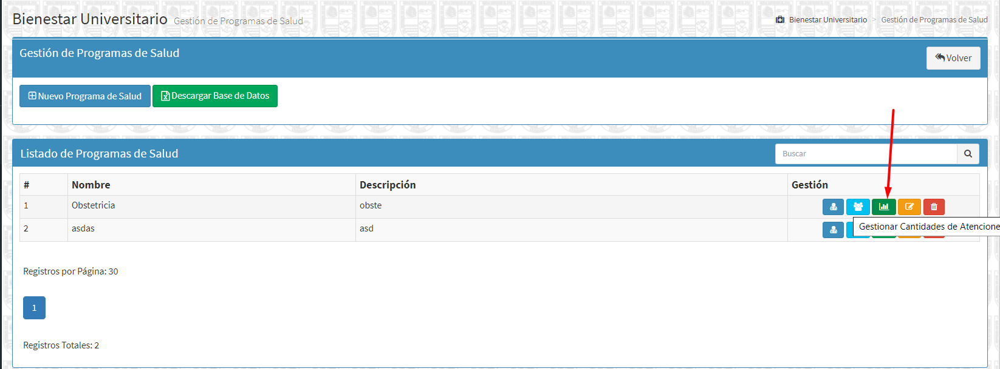 Bienestar Universitario Gestión de Programas de Salud
Bienestar Universitario > Gestión de Programas de Salud
Gestión de Programas de Salud
Volver
Nuevo Programa de Salud Descargar Base de Datos
Listado de Programas de Salud
Buscar
# Nombre Descripción Gestión
1 Obstetricia obste
2 asdas asd
Gestionar Cantidades de Atencione
Registros por Página: 30
1
Registros Totales: 2